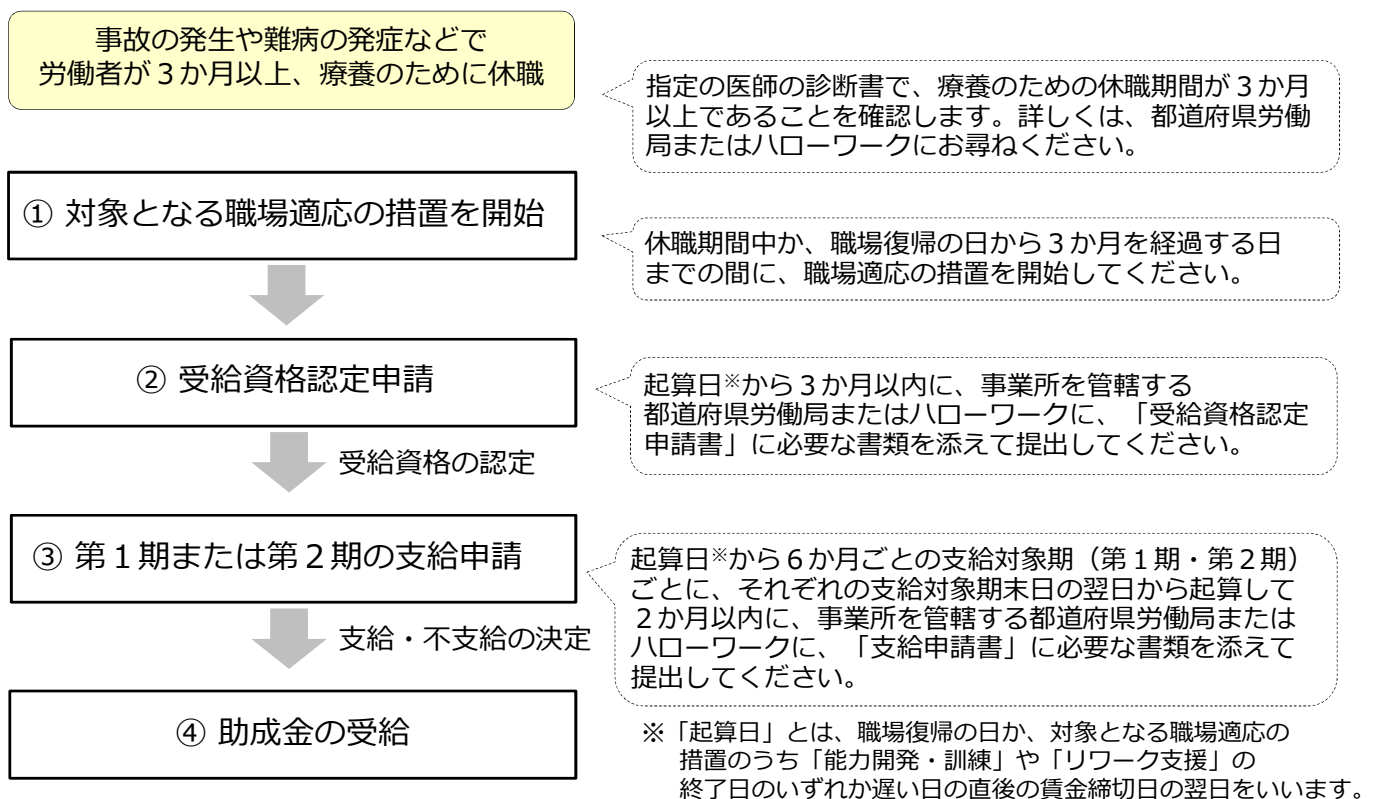 事故の発生や難病の発症などで
労働者が３か月以上、療養のために休職
指定の医師の診断書で、療養のための休職期間が３か月
以上であることを確認します。詳しくは、都道府県労働
局またはハローワークにお尋ねください。
① 対象となる職場適応の措置を開始
休職期間中か、職場復帰の日から３か月を経過する日
までの間に、職場適応の措置を開始してください。
② 受給資格認定申請
起算日※から３か月以内に、事業所を管轄する
都道府県労働局またはハローワークに、「受給資格認定
申請書」に必要な書類を添えて提出してください。
受給資格の認定
③ 第１期または第２期の支給申請
起算日※から６か月ごとの支給対象期（第１期・第２期）
ごとに、それぞれの支給対象期末日の翌日から起算して
２か月以内に、事業所を管轄する都道府県労働局または
ハローワークに、「支給申請書」に必要な書類を添えて
提出してください。
支給・不支給の決定
④ 助成金の受給
※「起算日」とは、職場復帰の日か、対象となる職場適応の
措置のうち「能力開発・訓練」や「リワーク支援」の
終了日のいずれか遅い日の直後の賃金締切日の翌日をいいます。